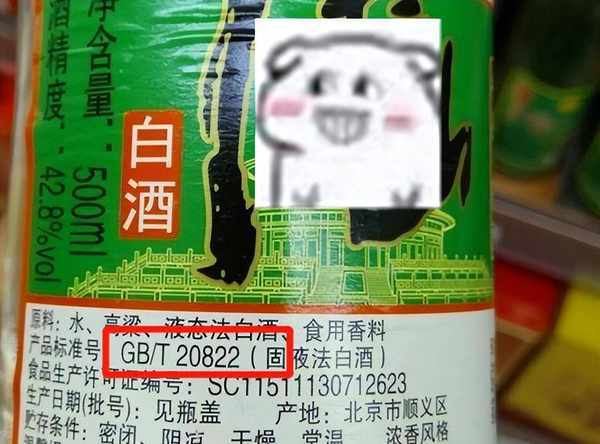 净含量：500ml
酒精度：42.8%vol
白酒
原料：水、高粱、液态法白酒、食用香料
产品标准号 GB/T 20822（固液法白酒）
食品生产许可证编号：SC11511130712623
生产日期(批号)：见瓶盖 产地：北京市顺义区
贮存条件：密闭、阴凉、干燥、常温 浓香风格